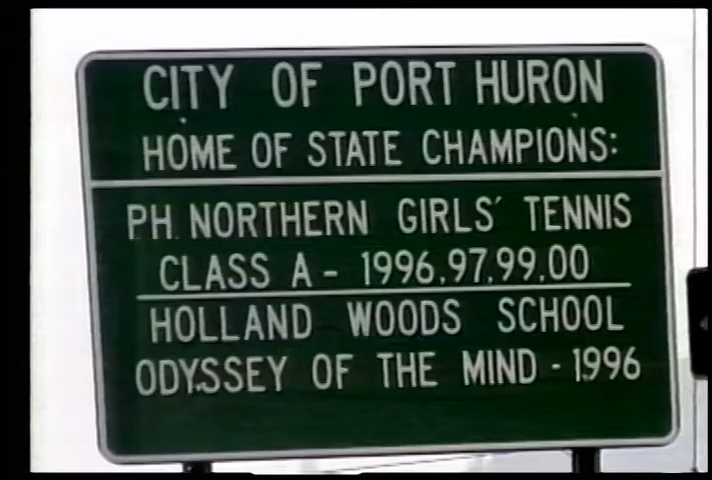 CITY OF PORT HURON
HOME OF STATE CHAMPIONS:
PH NORTHERN GIRLS' TENNIS
CLASS A - 1996,97,99,00
HOLLAND WOODS SCHOOL
ODYSSEY OF THE MIND - 1996